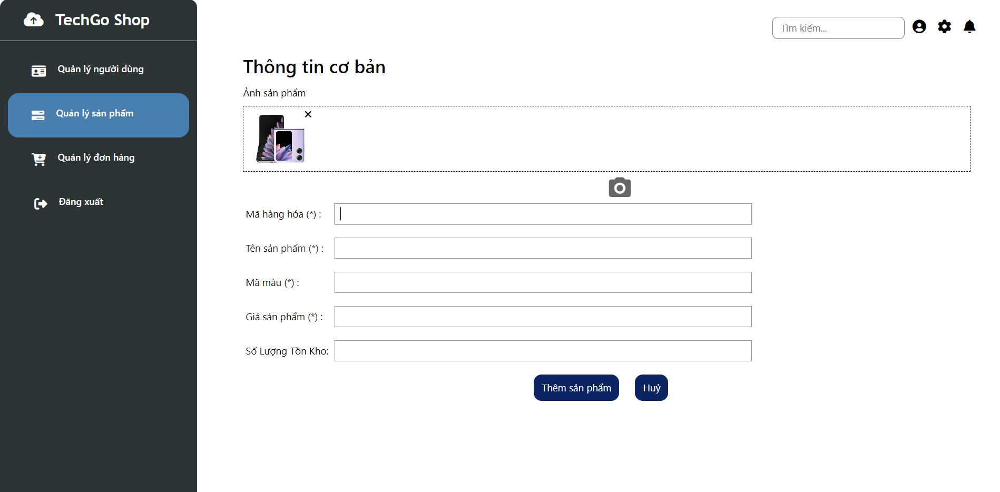 TechGo Shop
Quản lý người dùng
Quản lý sản phẩm
Quản lý đơn hàng
Đăng xuất
Tìm kiếm...
Thông tin cơ bản
Ảnh sản phẩm
Mã hàng hóa (*) :
Tên sản phẩm (*) :
Mã màu (*) :
Giá sản phẩm (*) :
Số Lượng Tồn Kho:
Thêm sản phẩm
Huỷ